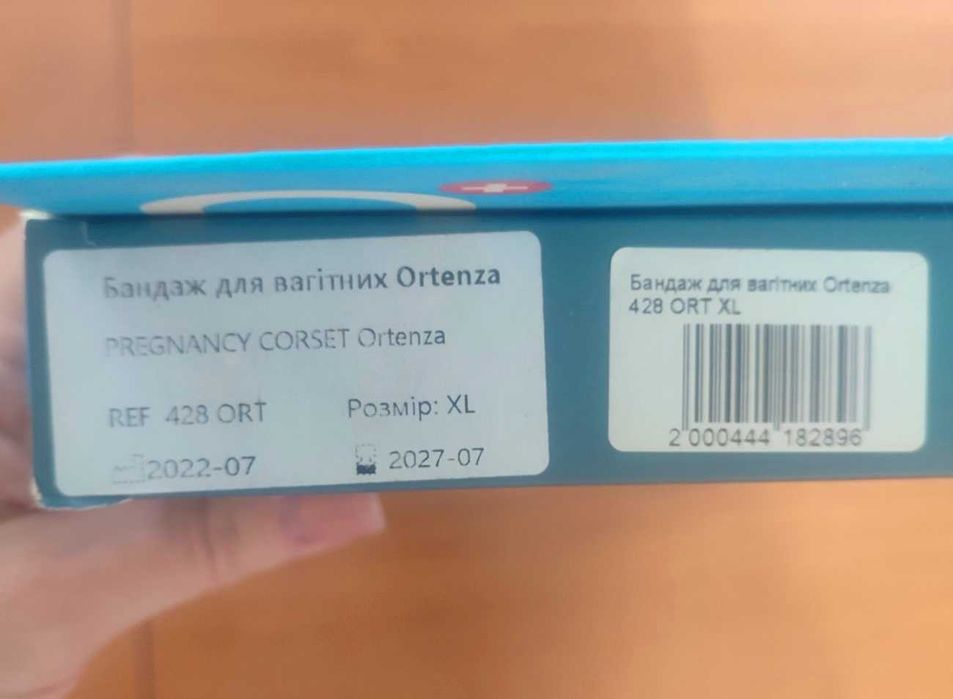 Бандаж для вагітних Ortenza
PREGNANCY CORSET Ortenza
REF 428 ORT Розмір: XL
2022-07 2027-07
Бандаж для вагітних Ortenza
428 ORT XL
2 000444 182896